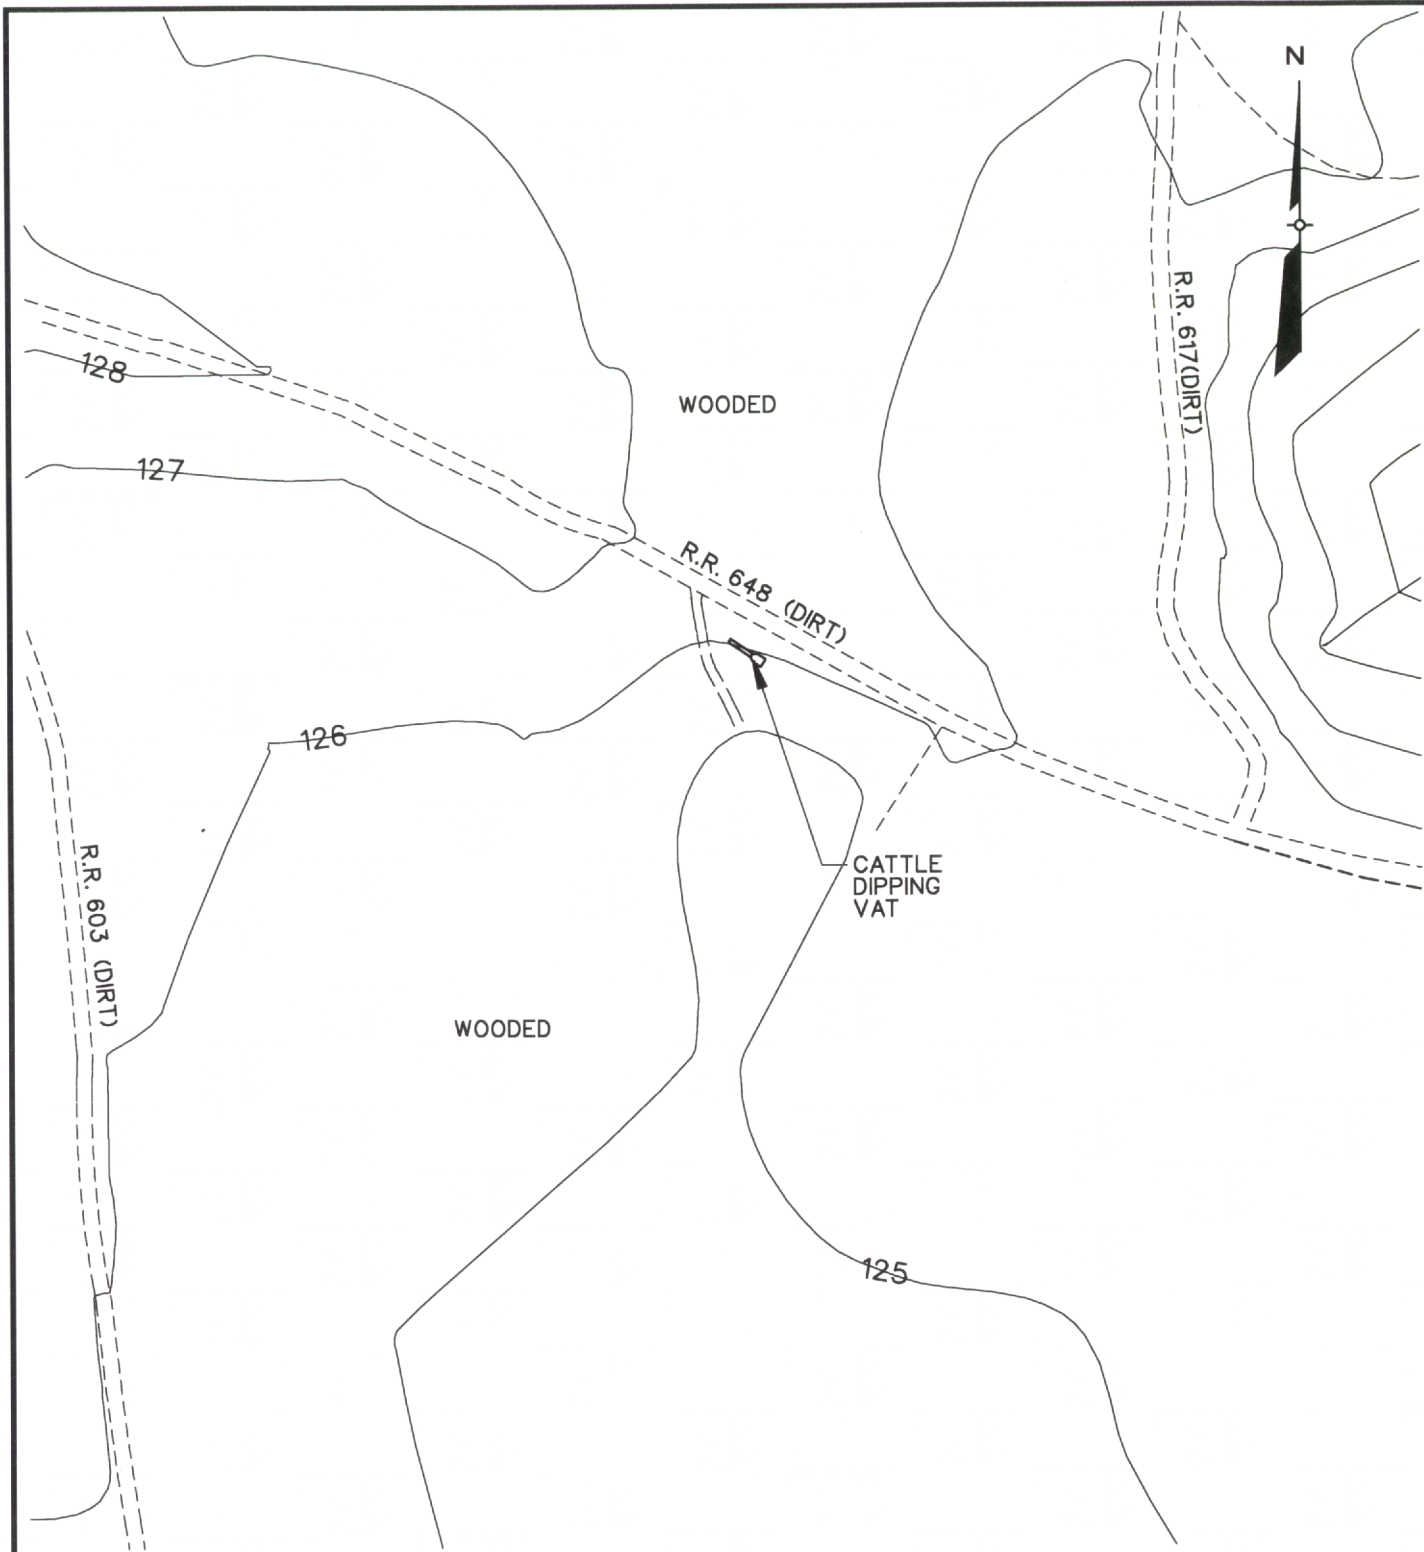 N
R.R. 617(DIRT)
128
WOODED
127
R.R. 648 (DIRT)
126
R.R. 603 (DIRT)
CATTLE
DIPPING
VAT
WOODED
125